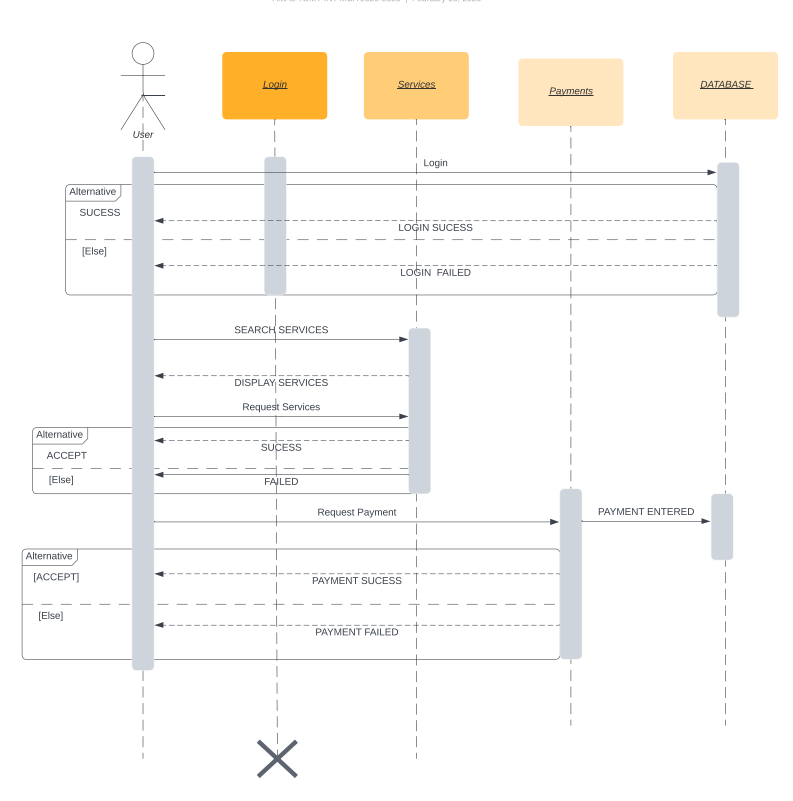 Login
Services
Payments
DATABASE
User
Login
Alternative
SUCESS
LOGIN SUCESS
[Else]
LOGIN FAILED
SEARCH SERVICES
DISPLAY SERVICES
Request Services
Alternative
SUCESS
ACCEPT
[Else]
FAILED
Request Payment
PAYMENT ENTERED
Alternative
[ACCEPT]
PAYMENT SUCESS
[Else]
PAYMENT FAILED